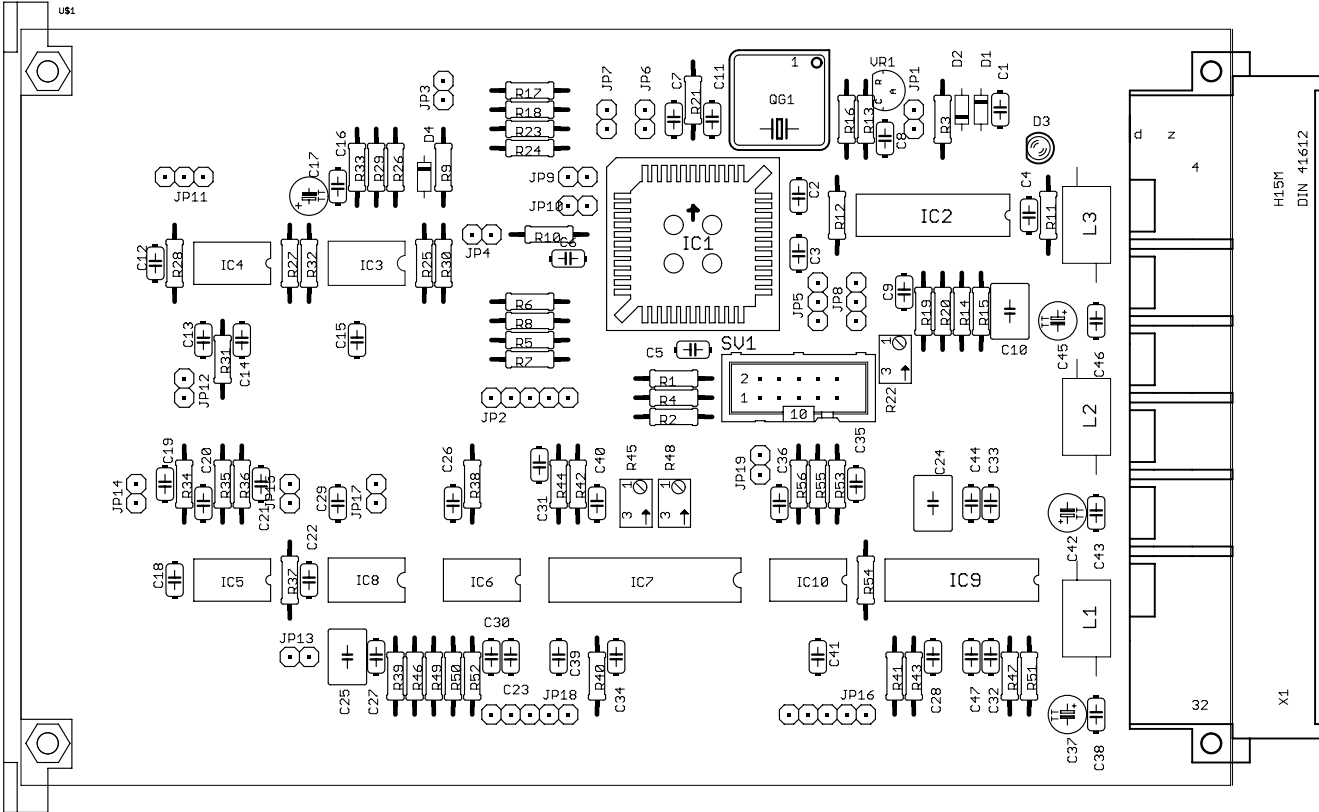 U$1
JP7
JP6
C7
R21
C11
1
QG1
VR1
R
A
C
JP1
D2
D1
C1
JP3
R17
R18
R23
R24
R16
R13
C8
R3
D3
d z
4
H15M
DIN 41612
C17
C16
R33
R29
R26
D4
R9
JP11
JP9
JP10
C2
R12
IC2
C4
R11
L3
C12
R28
IC4
R27
R32
IC3
R25
R30
JP4
R10
C6
IC1
C3
JP5
JP8
C9
R19
R20
R14
R15
C10
TT
C45
C46
C13
R31
C14
C15
R6
R8
R5
R7
C5
SV1
1
3
R22
JP12
JP2
R1
R4
R2
2
1
10
L2
JP14
C19
R34
C20
R35
R36
C21
JP15
C29
JP17
C26
R38
C31
R44
R42
C40
R45
1
3
R48
1
3
JP19
C36
R56
R55
R53
C35
C24
C44
C33
TT
C42
C43
C18
IC5
R37
C22
IC8
IC6
IC7
IC10
R54
IC9
L1
JP13
C25
C27
R39
R46
R49
R50
R52
C30
C23
C39
JP18
R40
C34
C41
JP16
R41
R43
C28
C47
C32
R47
R51
TT
C37
C38
32
X1